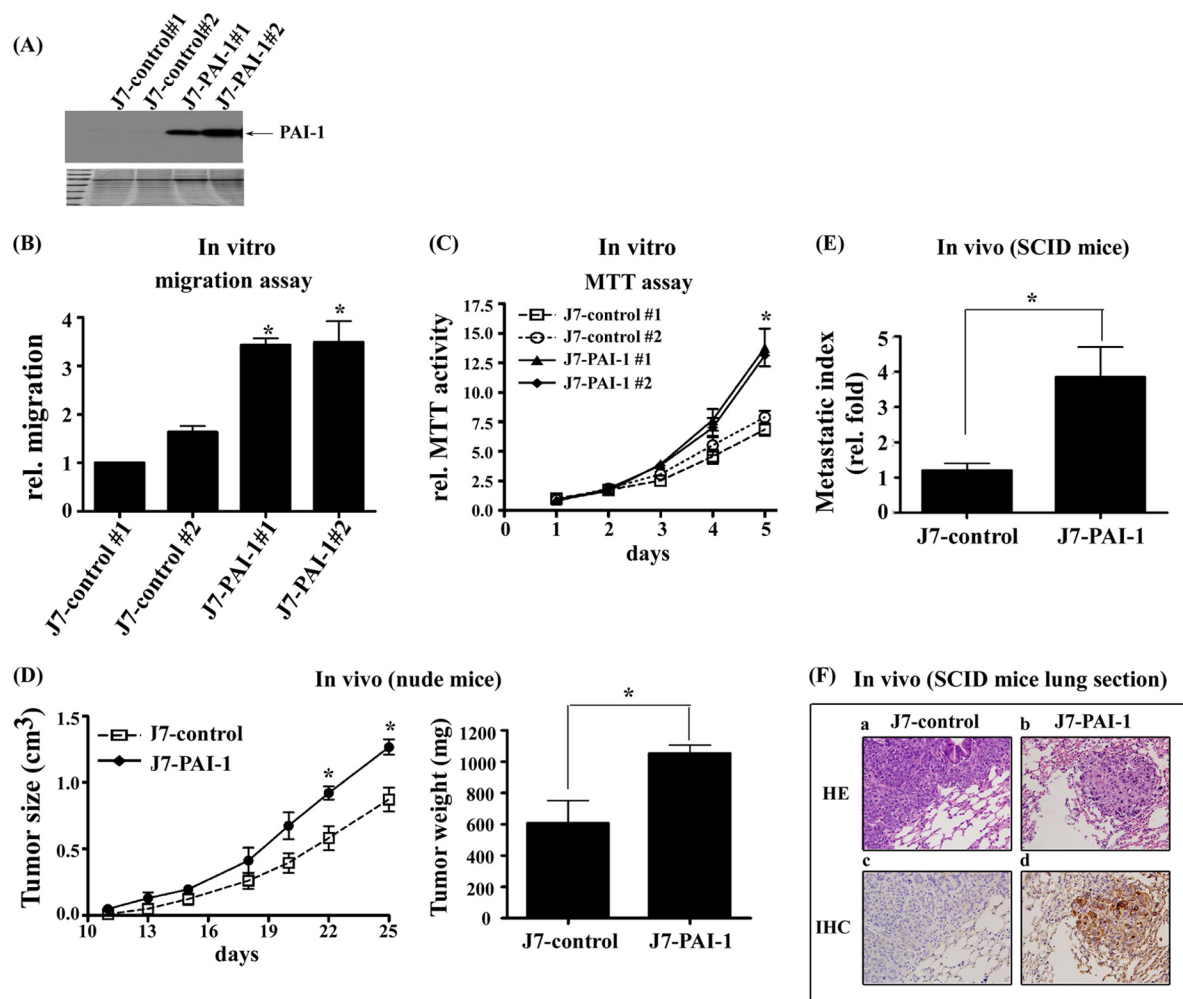 (A)
J7-control#1
J7-control#2
J7-PAI-1#1
J7-PAI-1#2
PAI-1
(B)
In vitro
migration assay
rel. migration
4
3
2
1
0
*
*
J7-control #1
J7-control #2
J7-PAI-1#1
J7-PAI-1#2
(C)
In vitro
MTT assay
rel. MTT activity
17.5
15.0
12.5
10.0
7.5
5.0
2.5
0.0
J7-control #1
J7-control #2
J7-PAI-1 #1
J7-PAI-1 #2
*
0 1 2 3 4 5
days
(E) In vivo (SCID mice)
*
Metastatic index
(rel. fold)
5
4
3
2
1
0
J7-control J7-PAI-1
(D) In vivo (nude mice)
Tumor size (cm3)
1.5
1.0
0.5
0.0
J7-control
J7-PAI-1
*
*
10 13 16 19 22 25
days
*
Tumor weight (mg)
1200
1000
800
600
400
200
0
J7-control J7-PAI-1
(F) In vivo (SCID mice lung section)
a J7-control b J7-PAI-1
HE
c d
IHC